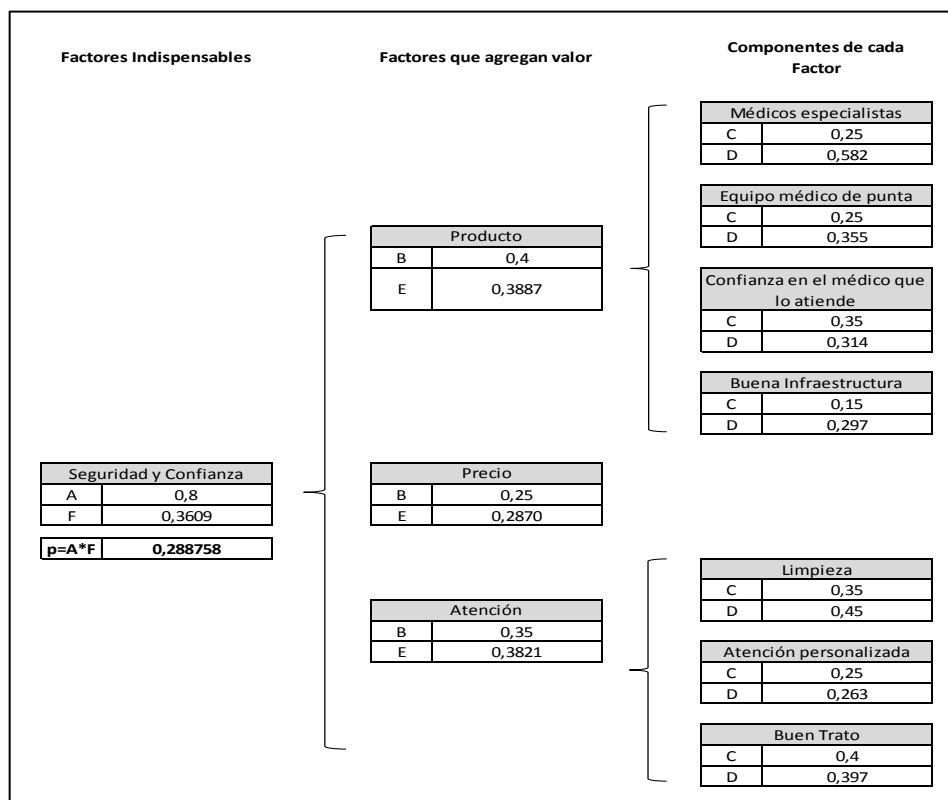 Factores Indispensables
Factores que agregan valor
Componentes de cada
Factor
Médicos especialistas
C 0,25
D 0,582
Equipo médico de punta
C 0,25
D 0,355
Producto
B 0,4
E 0,3887
Confianza en el médico que
lo atiende
C 0,35
D 0,314
Buena Infraestructura
C 0,15
D 0,297
Seguridad y Confianza
A 0,8
F 0,3609
p=A*F 0,288758
Precio
B 0,25
E 0,2870
Limpieza
C 0,35
D 0,45
Atención
B 0,35
E 0,3821
Atención personalizada
C 0,25
D 0,263
Buen Trato
C 0,4
D 0,397